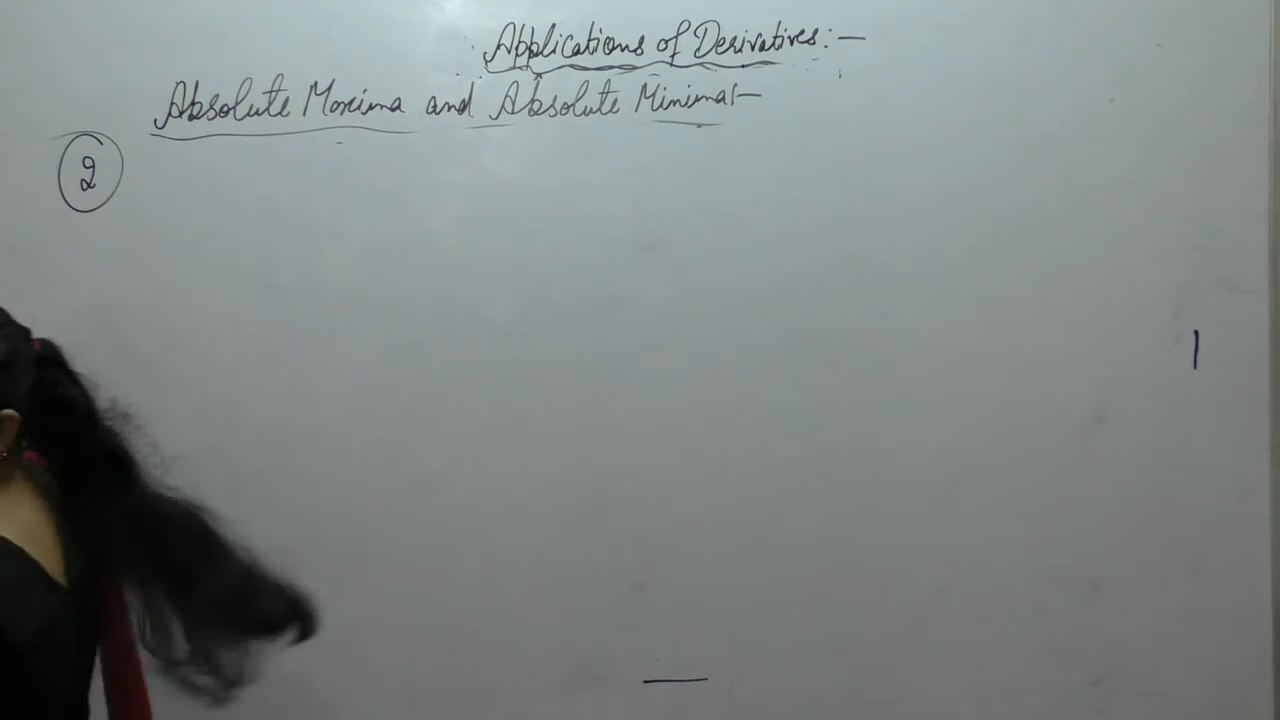 Applications of Derivatives:-
Absolute Maxima and Absolute Minima:-
2